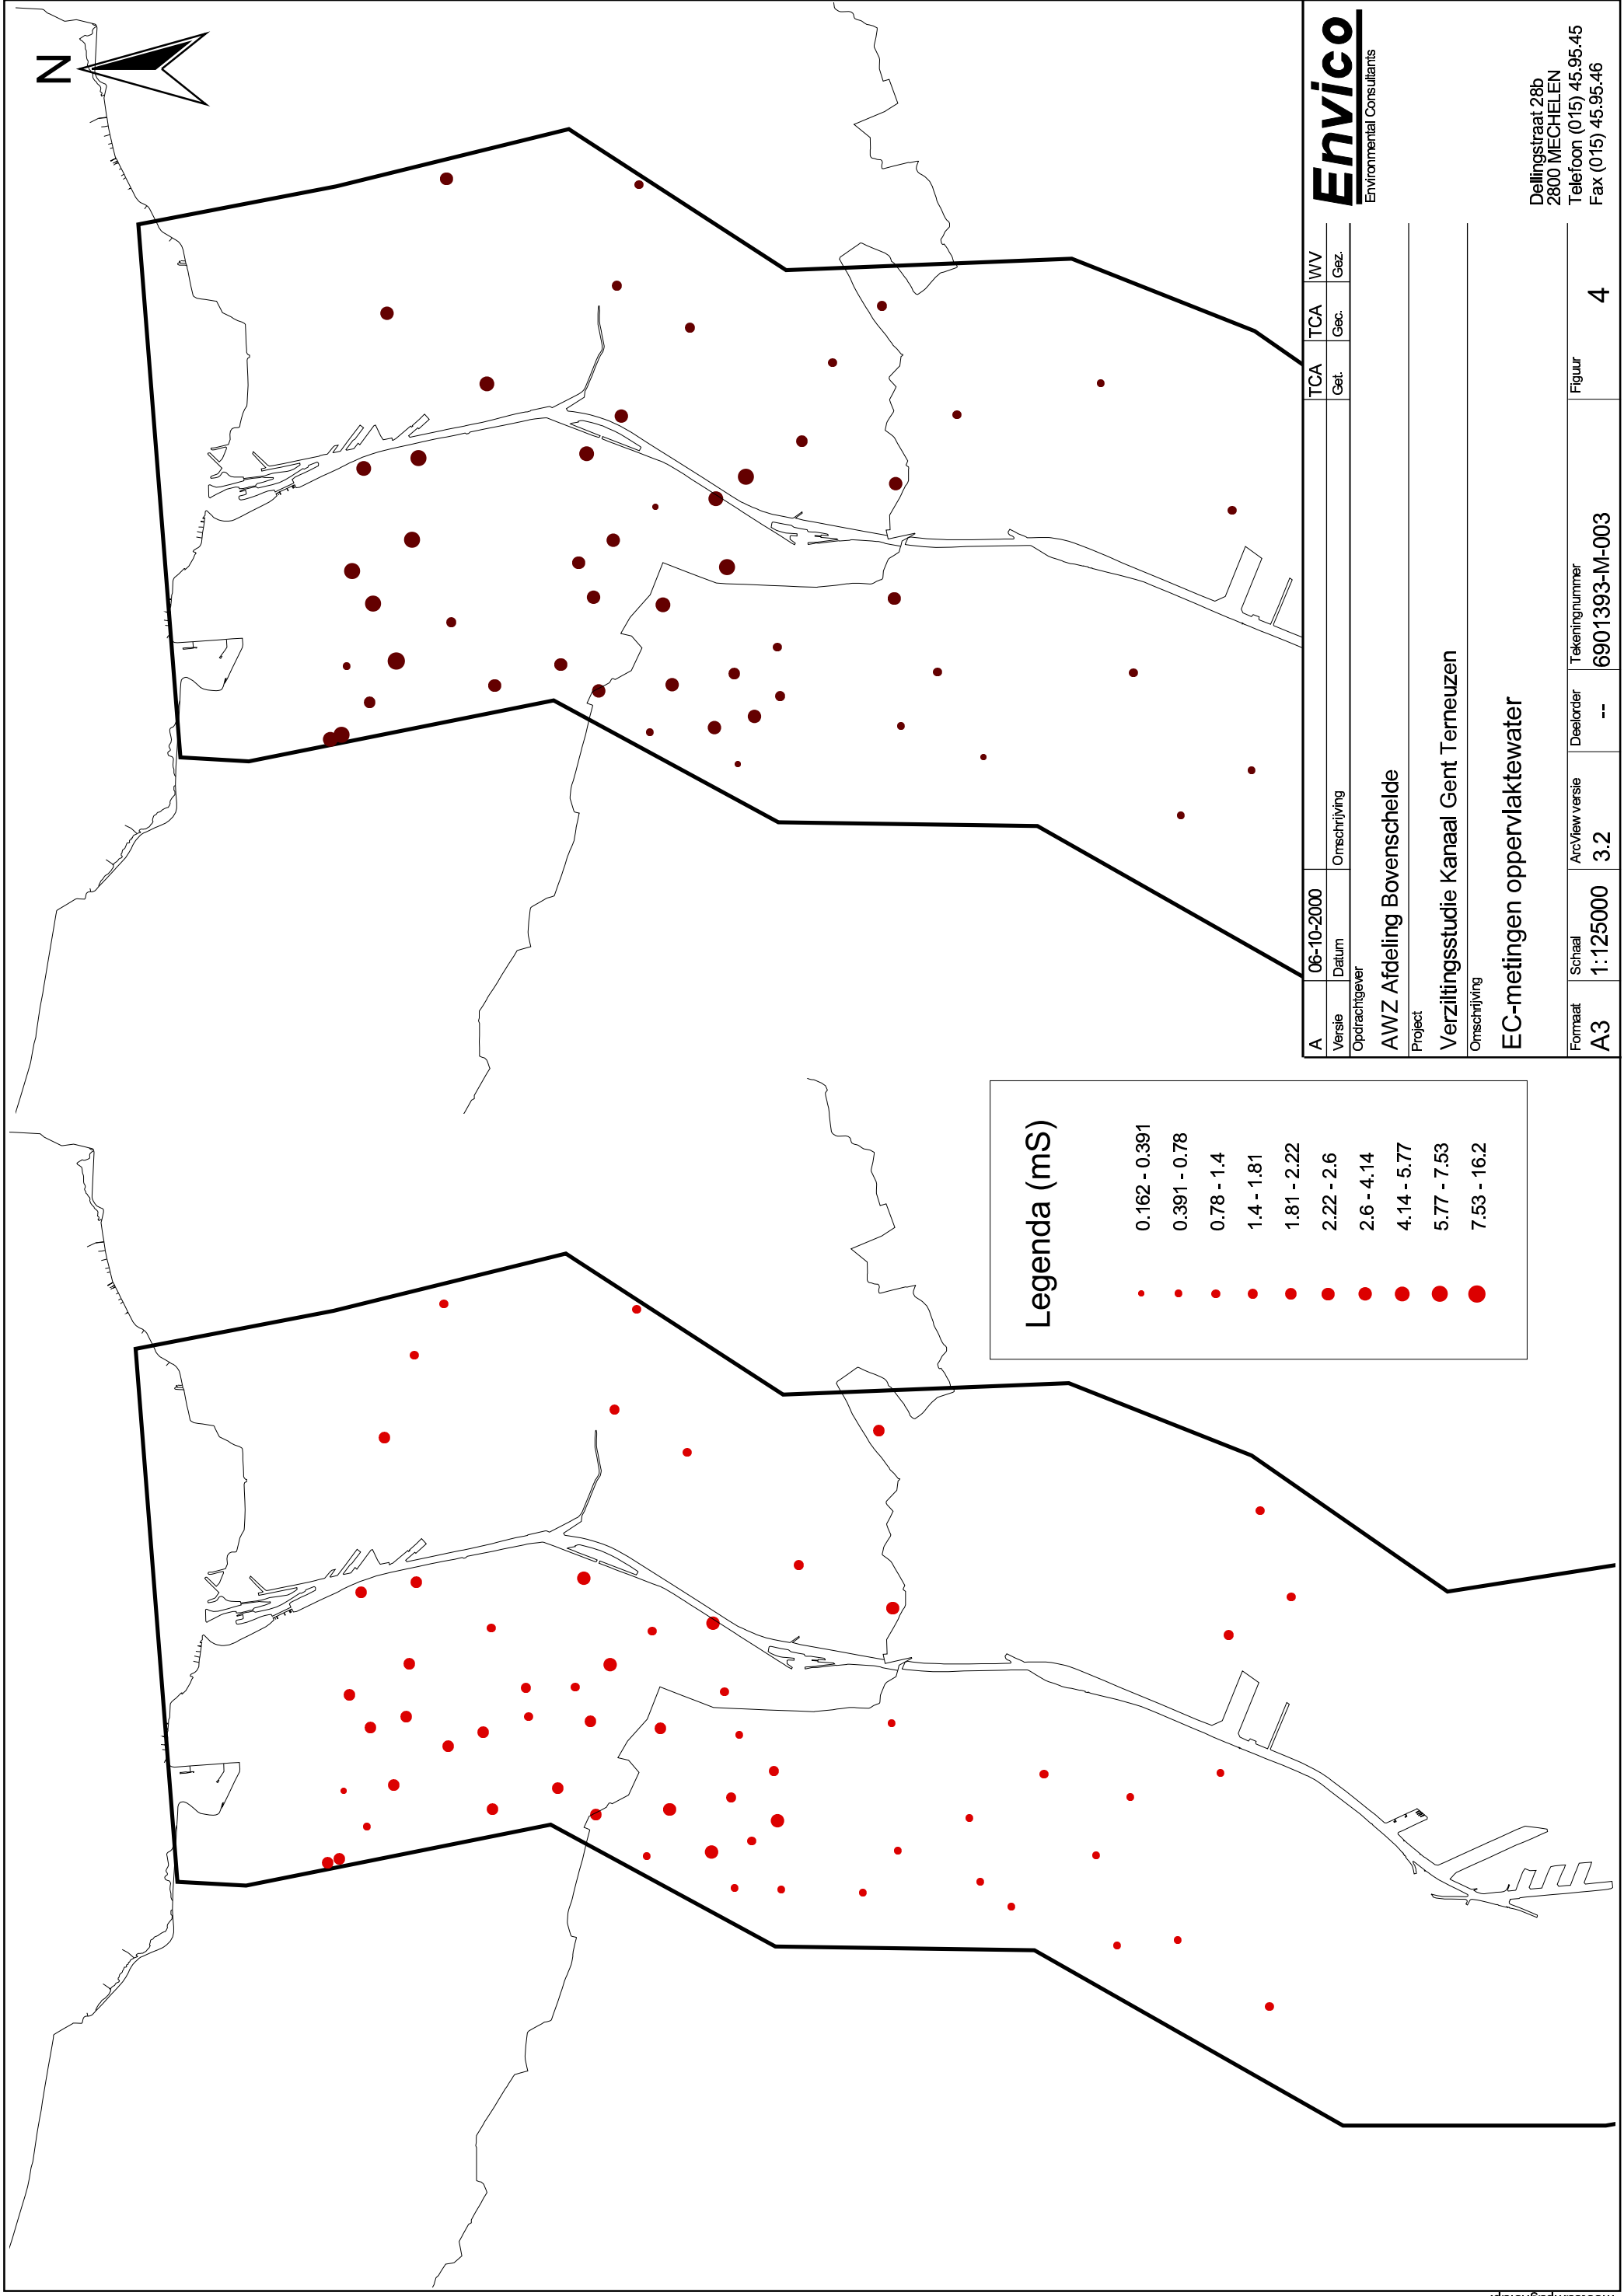 N
Legenda (mS)
0.162 - 0.391
0.391 - 0.78
0.78 - 1.4
1.4 - 1.81
1.81 - 2.22
2.22 - 2.6
2.6 - 4.14
4.14 - 5.77
5.77 - 7.53
7.53 - 16.2
A 06-10-2000 TCA TCA WV
Versie Datum Omschrijving Get. Gec. Gez.
Opdrachtgever
AWZ Afdeling Bovenschelde
Project
Verziltingsstudie Kanaal Gent Terneuzen
Omschrijving
EC-metingen oppervlaktewater
Formaat Schaal ArcView versie Deelorder Tekeningnummer Figuur
A3 1:125000 3.2 -- 6901393-M-003 4
Envico
Environmental Consultants
Dellingstraat 28b
2800 MECHELEN
Telefoon (015) 45.95.45
Fax (015) 45.95.46